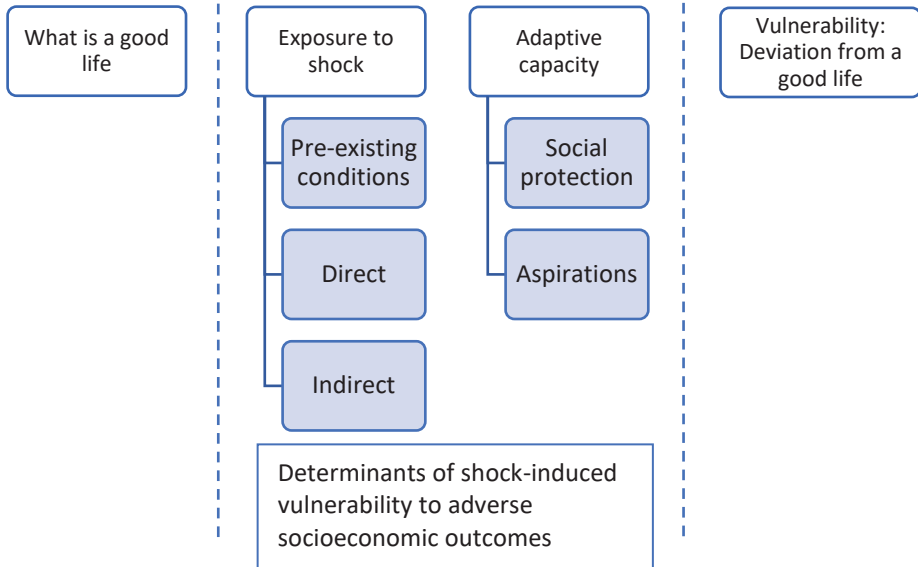 What is a good
life
Exposure to
shock
Adaptive
capacity
Vulnerability:
Deviation from a
good life
Pre-existing
conditions
Social
protection
Direct
Aspirations
Indirect
Determinants of shock-induced
vulnerability to adverse
socioeconomic outcomes